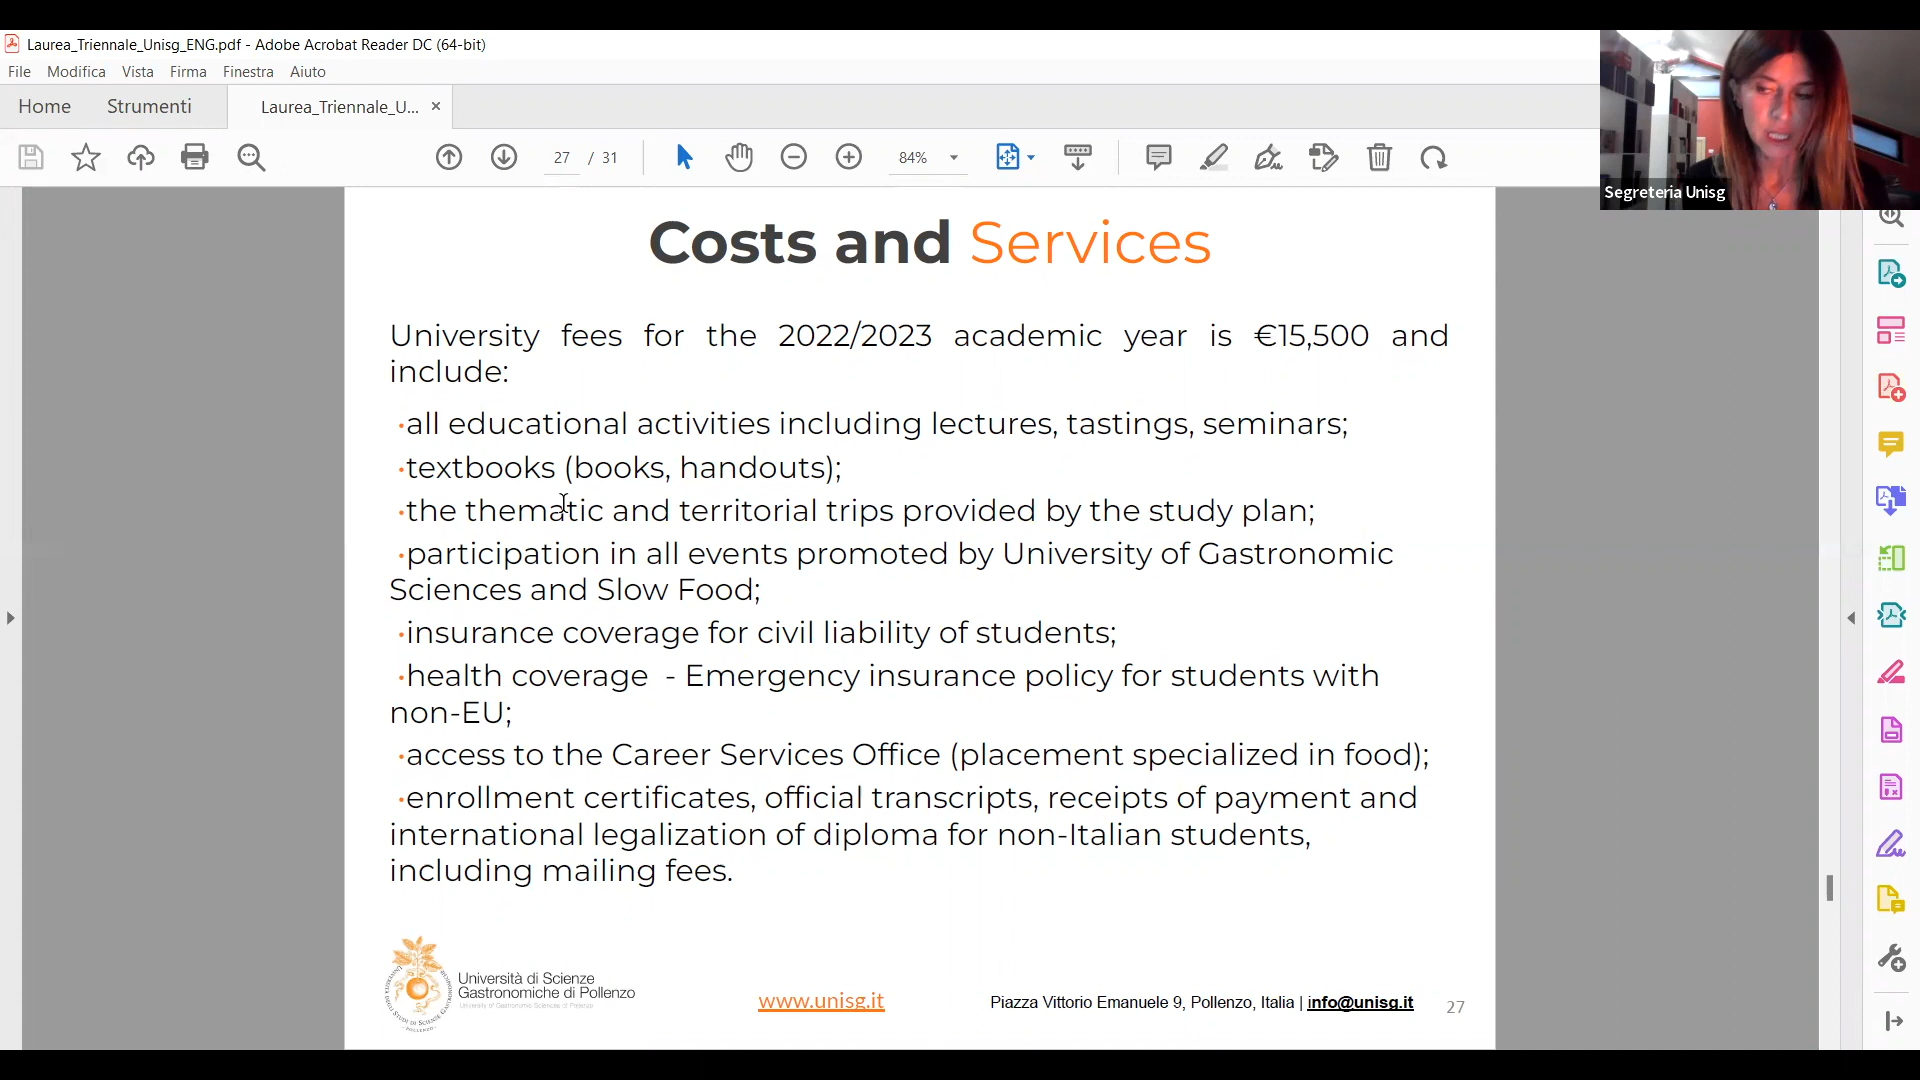 Laurea_Triennale_Unisg_ENG.pdf - Adobe Acrobat Reader DC (64-bit)
File Modifica Vista Firma Finestra Aiuto
Home Strumenti Laurea_Triennale_U... ×
27 / 31 84%
Segreteria Unisg
Costs and Services
University fees for the 2022/2023 academic year is €15,500 and
include:
·all educational activities including lectures, tastings, seminars;
·textbooks (books, handouts);
·the thematic and territorial trips provided by the study plan;
·participation in all events promoted by University of Gastronomic
Sciences and Slow Food;
·insurance coverage for civil liability of students;
·health coverage - Emergency insurance policy for students with
non-EU;
·access to the Career Services Office (placement specialized in food);
·enrollment certificates, official transcripts, receipts of payment and
international legalization of diploma for non-Italian students,
including mailing fees.
Università di Scienze
Gastronomiche di Pollenzo
University of Gastronomic Sciences of Pollenzo
www.unisg.it
Piazza Vittorio Emanuele 9, Pollenzo, Italia | info@unisg.it
27